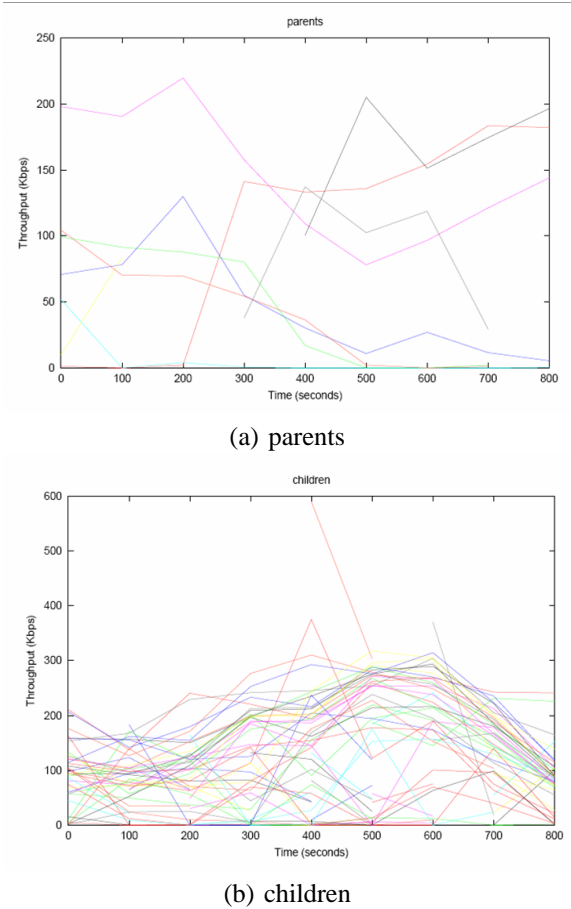 parents
250
200
150
100
50
0
Throughput (Kbps)
0 100 200 300 400 500 600 700 800
Time (seconds)
(a) parents
children
600
500
400
300
200
100
0
Throughput (Kbps)
0 100 200 300 400 500 600 700 800
Time (seconds)
(b) children